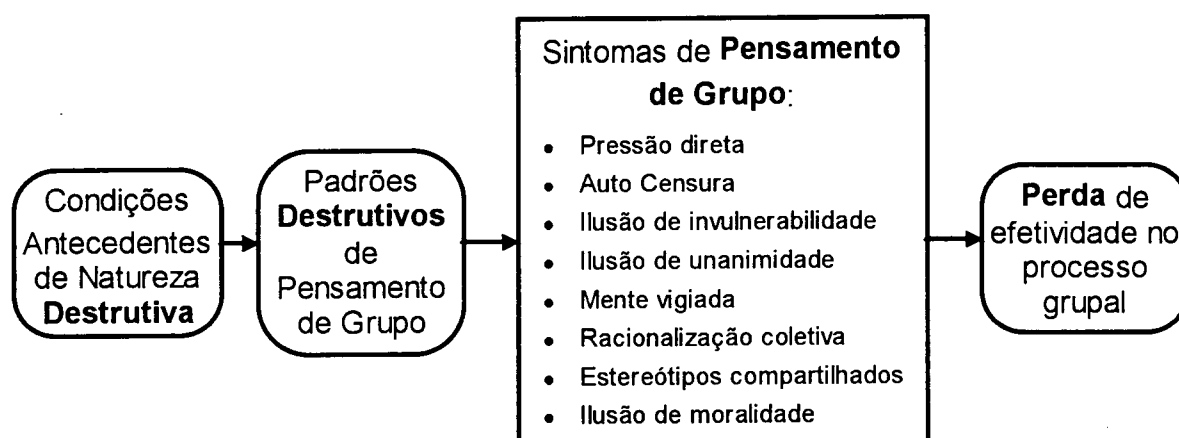 Condições
Antecedentes
de Natureza
Destrutiva
Padrões
Destrutivos
de
Pensamento
de Grupo
Sintomas de Pensamento
de Grupo:
• Pressão direta
• Auto Censura
• Ilusão de invulnerabilidade
• Ilusão de unanimidade
• Mente vigiada
• Racionalização coletiva
• Estereótipos compartilhados
• Ilusão de moralidade
Perda de
efetividade no
processo
grupal